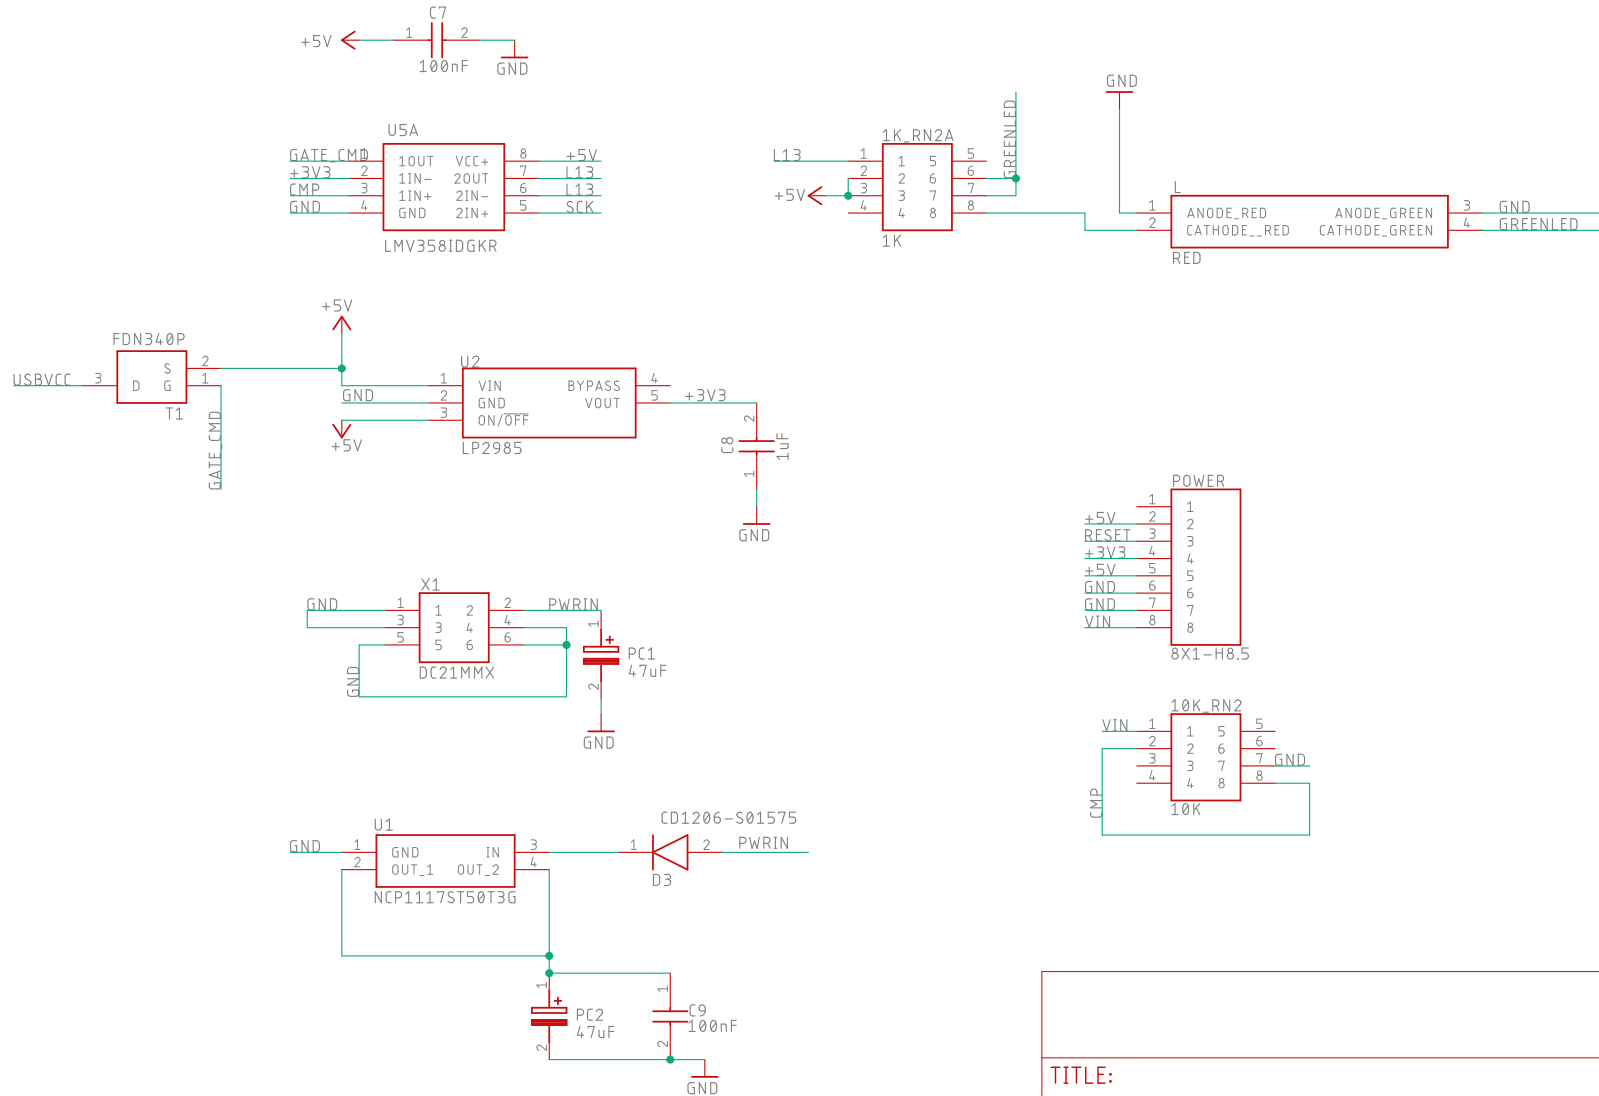 C7
+5V 1 2
100nF GND
U5A
GATE_CMD 1 1OUT VCC+ 8 +5V
+3V3 2 1IN- 2OUT 7 L13
CMP 3 1IN+ 2IN- 6 L13
GND 4 GND 2IN+ 5 SCK
LMV358IDGKR
GREENLED
1K_RN2A
L13 1 1 5 5
2 2 6 6
+5V 3 3 7 7
4 4 8 8
1K
GND
L
1 ANODE_RED ANODE_GREEN 3 GND
2 CATHODE__RED CATHODE_GREEN 4 GREENLED
RED
FDN340P
S 2
USBVCC 3 D G 1
T1
GATE_CMD
+5V
U2
1 VIN BYPASS 4
GND 2 GND VOUT 5 +3V3
3 ON/OFF
+5V
LP2985
2
C8 1uF
1
GND
POWER
1 1
+5V 2 2
RESET 3 3
+3V3 4 4
+5V 5 5
GND 6 6
GND 7 7
VIN 8 8
8X1-H8.5
X1
GND 1 1 2 2 PWRIN
3 3 4 4
5 5 6 6
GND
DC21MMX
1 +
PC1
47uF
2
GND
10K_RN2
VIN 1 1 5 5
2 2 6 6
3 3 7 7 GND
4 4 8 8
CMP
10K
U1
GND 1 GND IN 3
2 OUT_1 OUT_2 4
NCP1117ST50T3G
CD1206-S01575
1 2 PWRIN
D3
1 +
PC2
47uF
2
1
C9
100nF
2
GND
TITLE: